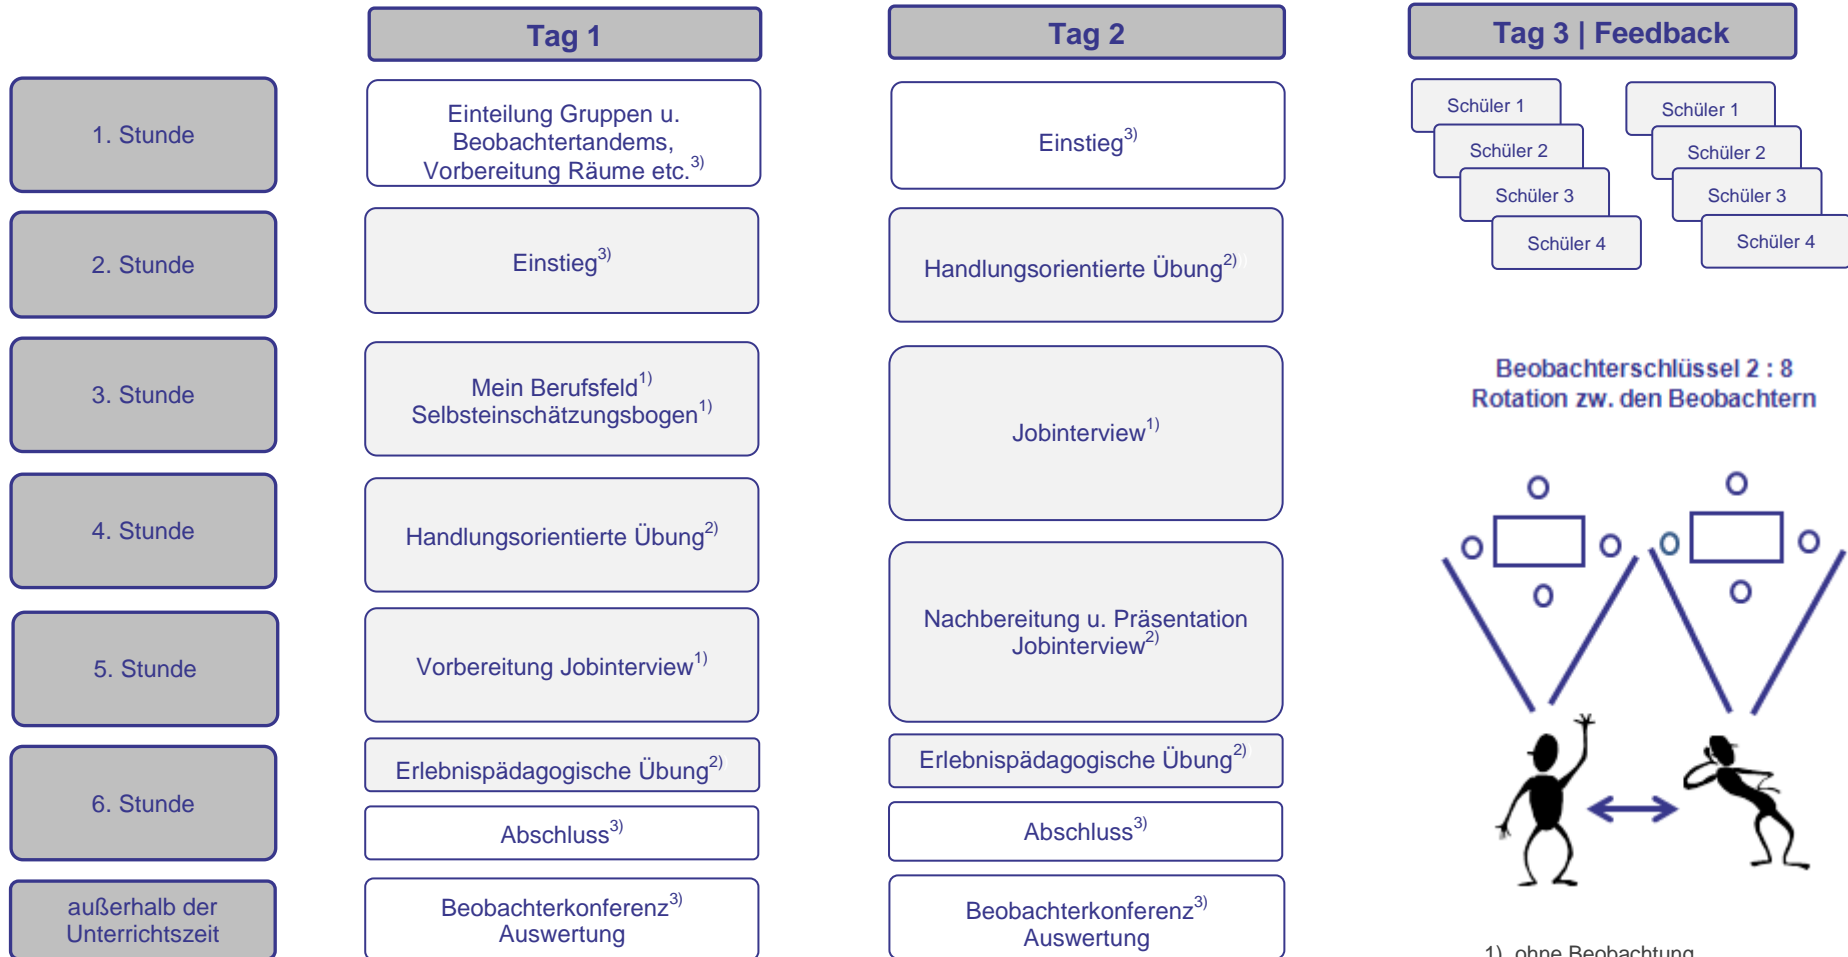 Tag 1
Tag 2
Tag 3 | Feedback
1. Stunde
Einteilung Gruppen u.
Beobachtertandems,
Vorbereitung Räume etc.3)
Einstieg3)
Schüler 1
Schüler 2
Schüler 3
Schüler 4
Schüler 1
Schüler 2
Schüler 3
Schüler 4
2. Stunde
Einstieg3)
Handlungsorientierte Übung2)
3. Stunde
Mein Berufsfeld1)
Selbsteinschätzungsbogen1)
Jobinterview1)
Beobachterschlüssel 2 : 8
Rotation zw. den Beobachtern
4. Stunde
Handlungsorientierte Übung2)
Nachbereitung u. Präsentation
Jobinterview2)
5. Stunde
Vorbereitung Jobinterview1)
6. Stunde
Erlebnispädagogische Übung2)
Erlebnispädagogische Übung2)
Abschluss3)
Abschluss3)
außerhalb der
Unterrichtszeit
Beobachterkonferenz3)
Auswertung
Beobachterkonferenz3)
Auswertung
1) ohne Beobachtung